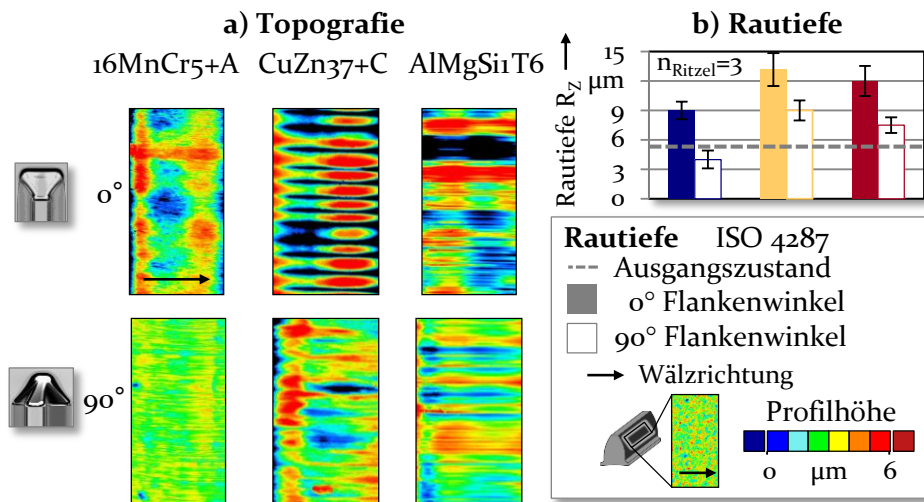 a) Topografie
16MnCr5+A CuZn37+C AlMgSi1T6
0°
90°
b) Rautiefe
Rautiefe R_Z
15
µm
9
6
3
0
n_Ritzel=3
Rautiefe ISO 4287
Ausgangszustand
0° Flankenwinkel
90° Flankenwinkel
Wälzrichtung
Profilhöhe
0 µm 6